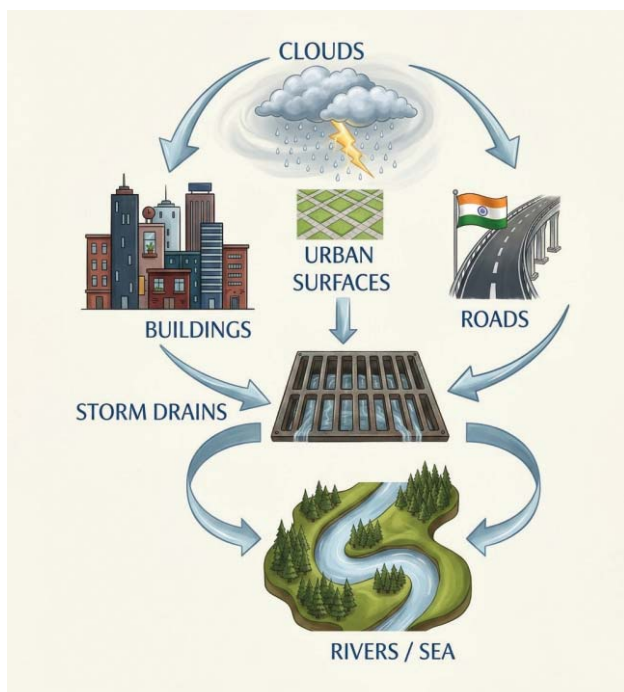 CLOUDS
URBAN
SURFACES
BUILDINGS
ROADS
STORM DRAINS
RIVERS / SEA